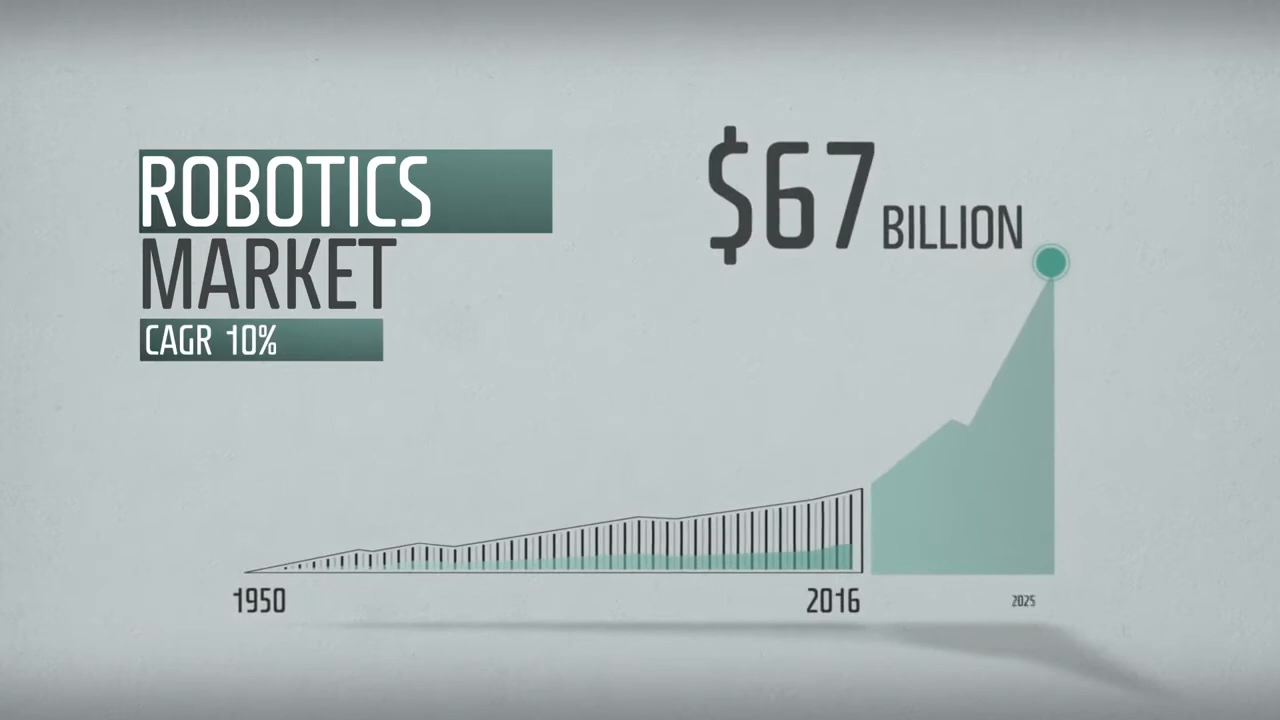 ROBOTICS
MARKET
CAGR 10%
$67 BILLION
1950
2016
2025